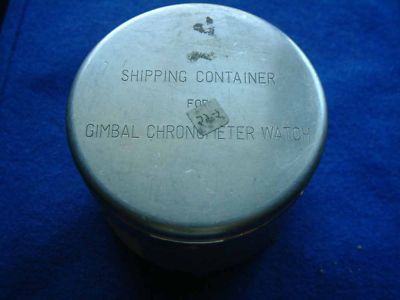 SHIPPING CONTAINER
FOR
GIMBAL CHRONOMETER WATCH